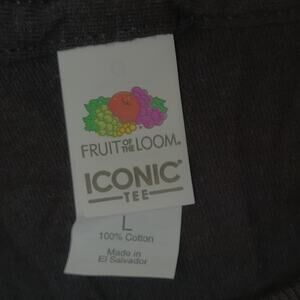 FRUIT OF THE LOOM.
ICONIC®
TEE
L
100% Cotton
Made in
El Salvador